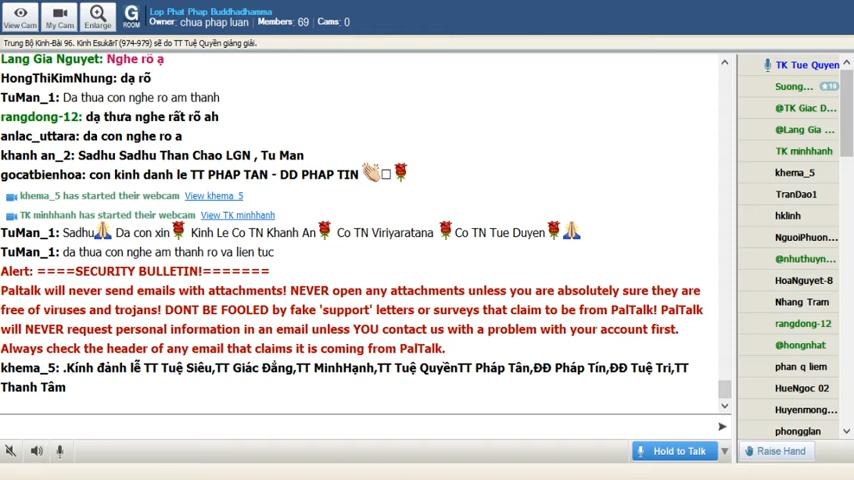 Lop Phat Phap Buddhadhamma
Owner: chua phap luan Members: 69 Cams: 0
View Cam My Cam Enlarge G ROOM
Trung Bộ Kinh-Bài 96. Kinh Esukārī (974-979) sẽ do TT Tuệ Quyền giảng giải.
Lang Gia Nguyet: Nghe rõ ạ
HongThiKimNhung: dạ rõ
TuMan_1: Da thua con nghe ro am thanh
rangdong-12: dạ thưa nghe rất rõ ah
anlac_uttara: da con nghe ro a
khanh an_2: Sadhu Sadhu Than Chao LGN , Tu Man
gocatbienhoa: con kinh danh le TT PHAP TAN - DD PHAP TIN
khema_5 has started their webcam View khema_5
TK minhhanh has started their webcam View TK minhhanh
TuMan_1: Sadhu Da con xin Kinh Le Co TN Khanh An Co TN Viriyaratana Co TN Tue Duyen
TuMan_1: da thua con nghe am thanh ro va lien tuc
Alert: ====SECURITY BULLETIN!=======
Paltalk will never send emails with attachments! NEVER open any attachments unless you are absolutely sure they are
free of viruses and trojans! DONT BE FOOLED by fake 'support' letters or surveys that claim to be from PalTalk! PalTalk
will NEVER request personal information in an email unless YOU contact us with a problem with your account first.
Always check the header of any email that claims it is coming from PalTalk.
khema_5: .Kính đảnh lễ TT Tuệ Siêu,TT Giác Đẳng,TT MinhHạnh,TT Tuệ QuyềnTT Pháp Tân,ĐĐ Pháp Tín,ĐĐ Tuệ Tri,TT
Thanh Tâm
Hold to Talk
TK Tue Quyen
Suong... 10
@TK Giac D...
@Lang Gia ...
TK minhhanh
khema_5
TranDao1
hklinh
NguoiPhuon...
@nhuthuyn...
HoaNguyet-8
Nhang Tram
rangdong-12
@hongnhat
phan q liem
HueNgoc 02
Huyenmong...
phongglan
Raise Hand